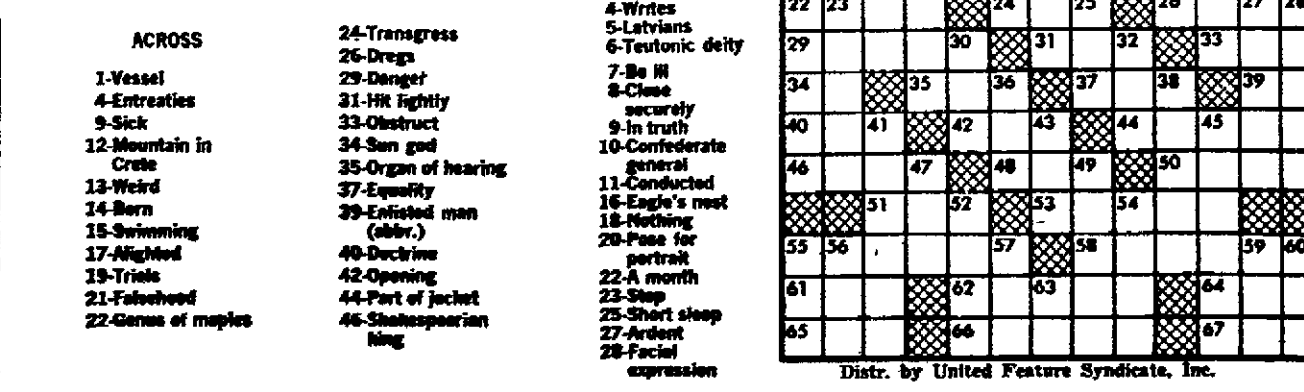 ACROSS
1-Vessel
4-Entreaties
9-Sick
12-Mountain in
Crete
13-Weird
14-Born
15-Swimming
17-Alighted
19-Trials
21-Falsehood
22-Genus of maples
24-Transgress
26-Dregs
29-Danger
31-Hit lightly
33-Obstruct
34-Sun god
35-Organ of hearing
37-Equality
39-Enlisted man
(abbr.)
40-Doctrine
42-Opening
44-Part of jacket
46-Shakespearian
king
4-Writes
5-Latvians
6-Teutonic deity
7-Be ill
8-Close
securely
9-In truth
10-Confederate
general
11-Conducted
16-Eagle's nest
18-Nothing
20-Pose for
portrait
22-A month
23-Stop
25-Short sleep
27-Ardent
28-Facial
expression
22 23 24 25 26 27 28
29 30 31 32 33
34 35 36 37 38 39
40 41 42 43 44 45
46 47 48 49 50
51 52 53 54
55 56 57 58 59 60
61 62 63 64
65 66 67
Distr. by United Feature Syndicate, Inc.